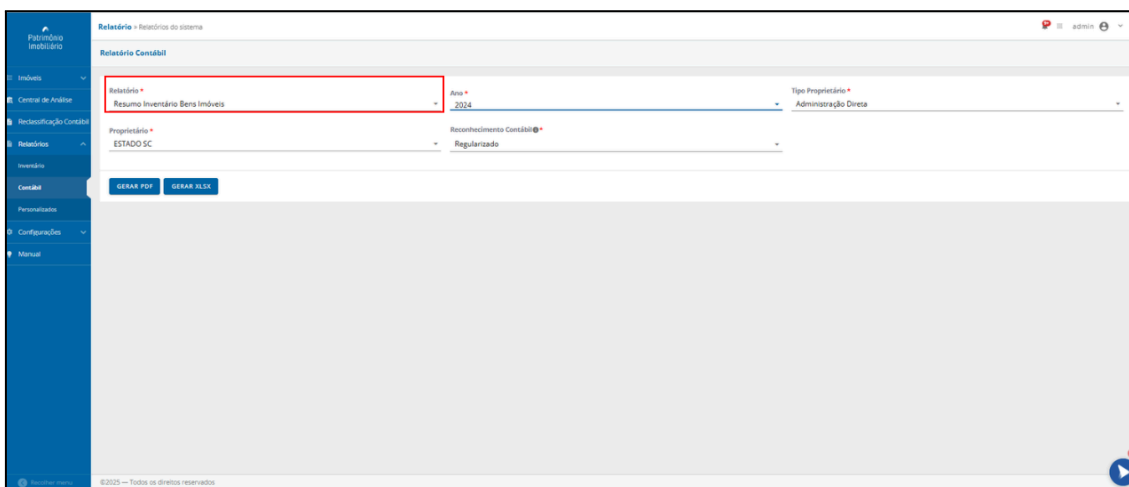 Patrimônio
Imobiliário
Relatório > Relatórios do sistema
admin
Relatório Contábil
Imóveis
Central de Análise
Reclassificação Contábil
Relatórios
Inventário
Contábil
Personalizados
Configurações
Manual
Relatório *
Resumo Inventário Bens Imóveis
Ano *
2024
Tipo Proprietário *
Administração Direta
Proprietário *
ESTADO SC
Reconhecimento Contábil *
Regularizado
GERAR PDF GERAR XLSX
Recolher menu
©2025 — Todos os direitos reservados